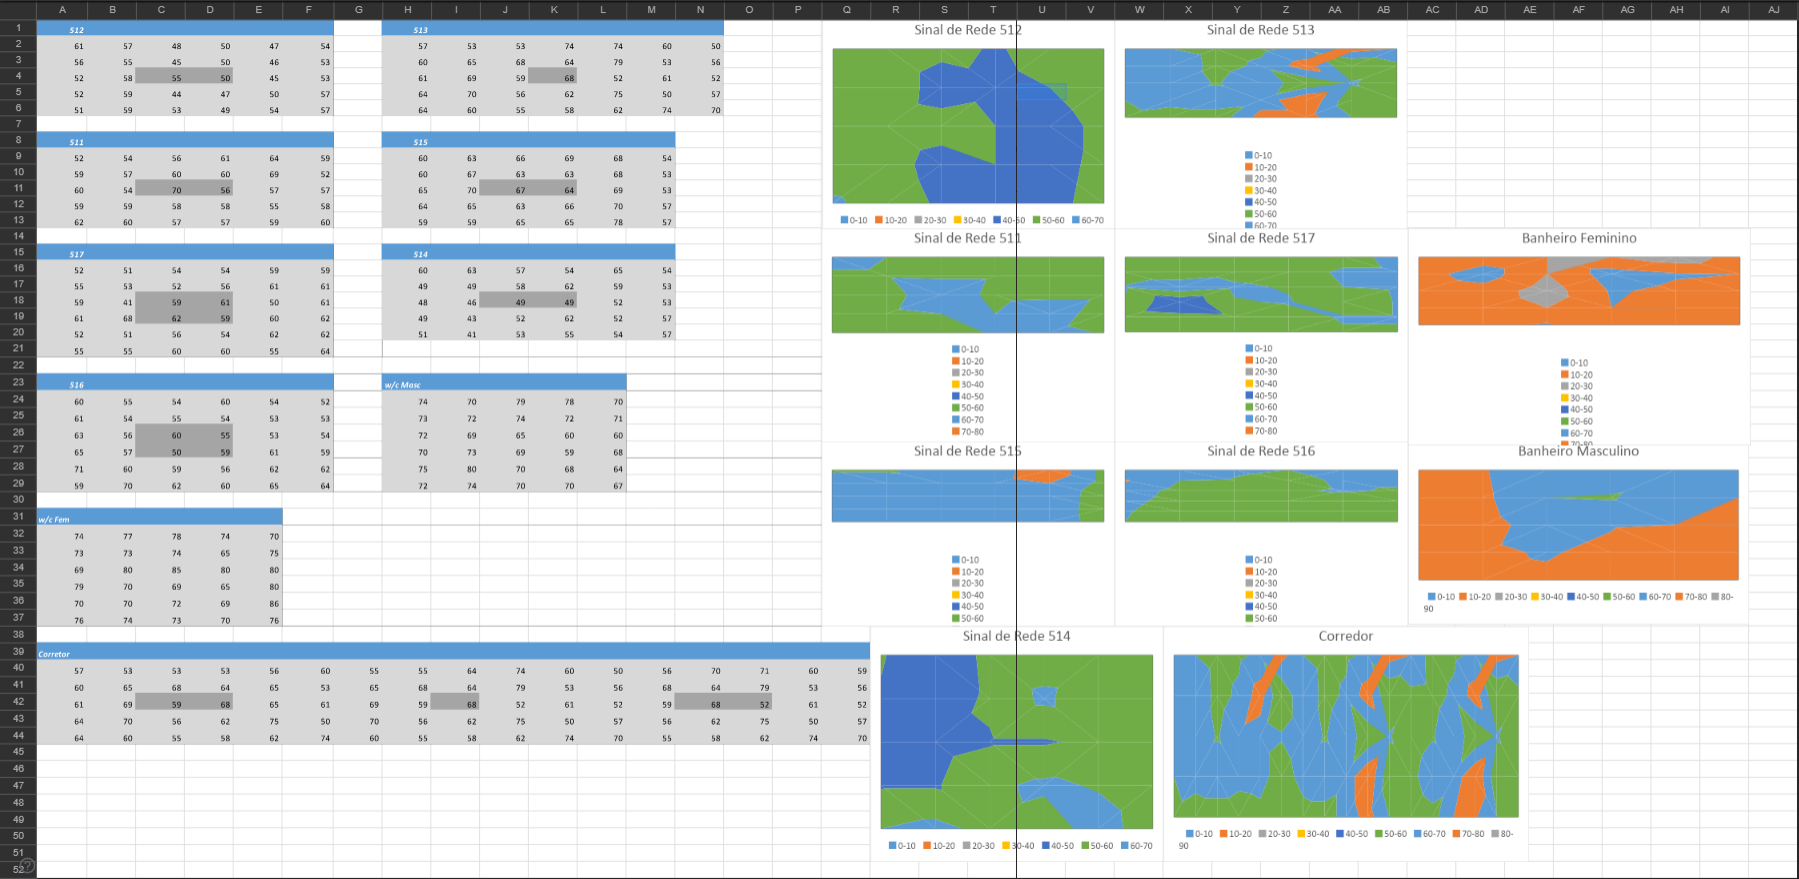 A B C D E F G H I J K L M N O P Q R S T U V W X Y Z AA AB AC AD AE AF AG AH AI AJ
1 512 513
2 61 57 48 50 47 54 57 53 53 74 74 60 50
3 56 55 45 50 46 53 60 65 68 64 79 53 56
4 52 58 55 50 45 53 61 69 59 68 52 61 52
5 52 59 44 47 50 57 64 70 56 62 75 50 57
6 51 59 53 49 54 57 64 60 55 58 62 74 70
7
8 511 515
9 52 54 56 61 64 59 60 63 66 69 68 54
10 59 57 60 60 69 52 60 67 63 63 68 53
11 60 54 70 56 57 57 65 70 67 64 69 53
12 59 59 58 58 55 58 64 65 63 66 70 57
13 62 60 57 57 59 60 59 59 65 65 78 57
14
15 517 514
16 52 51 54 54 59 59 60 63 57 54 65 54
17 55 53 52 56 61 61 49 49 58 62 59 53
18 59 41 59 61 58 61 48 46 49 49 52 53
19 61 68 62 59 60 62 49 43 52 62 52 57
20 52 51 56 54 62 62 51 41 53 55 54 57
21 55 55 60 60 55 64
22
23 516 w/c Masc
24 60 55 54 60 54 52 74 70 79 78 70
25 61 54 55 54 53 53 73 72 74 72 71
26 63 56 60 55 53 54 72 69 65 60 60
27 65 57 50 59 61 59 70 73 69 59 68
28 71 60 59 56 62 62 75 80 70 68 64
29 59 70 62 60 65 64 72 74 70 70 67
30
31 w/c Fem
32 74 77 78 74 70
33 73 73 74 65 75
34 69 80 85 80 80
35 79 70 69 65 80
36 70 70 72 69 86
37 76 74 73 70 76
38
39 Corretor
40 57 53 53 53 56 60 55 55 64 74 60 50 56 70 71 60 59
41 60 65 68 64 65 53 65 68 64 79 53 56 68 64 79 53 56
42 61 69 59 68 65 61 69 59 68 52 61 52 59 68 52 61 52
43 64 70 56 62 75 50 70 56 62 75 50 57 56 62 75 50 57
44 64 60 55 58 62 74 60 55 58 62 74 70 55 58 62 74 70
45
46
47
48
49
50
51
52
Sinal de Rede 512
0-10 10-20 20-30 30-40 40-50 50-60 60-70
Sinal de Rede 513
0-10
10-20
20-30
30-40
40-50
50-60
60-70
Sinal de Rede 511
0-10
10-20
20-30
30-40
40-50
50-60
60-70
70-80
Sinal de Rede 517
0-10
10-20
20-30
30-40
40-50
50-60
60-70
70-80
Banheiro Feminino
0-10
10-20
20-30
30-40
40-50
50-60
60-70
70-80
Sinal de Rede 515
0-10
10-20
20-30
30-40
40-50
50-60
Sinal de Rede 516
0-10
10-20
20-30
30-40
40-50
50-60
Banheiro Masculino
0-10 10-20 20-30 30-40 40-50 50-60 60-70 70-80 80-
90
Sinal de Rede 514
0-10 10-20 20-30 30-40 40-50 50-60 60-70
Corredor
0-10 10-20 20-30 30-40 40-50 50-60 60-70 70-80 80-
90